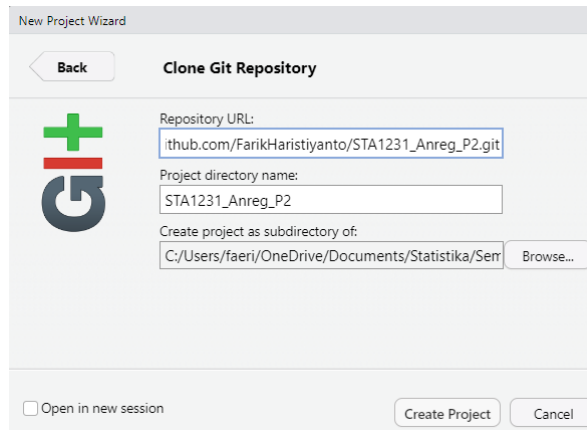 New Project Wizard
Back
Clone Git Repository
GIt
Repository URL:
ithub.com/FarikHaristiyanto/STA1231_Anreg_P2.git
Project directory name:
STA1231_Anreg_P2
Create project as subdirectory of:
C:/Users/faeri/OneDrive/Documents/Statistika/Sem
Browse...
Open in new session
Create Project
Cancel